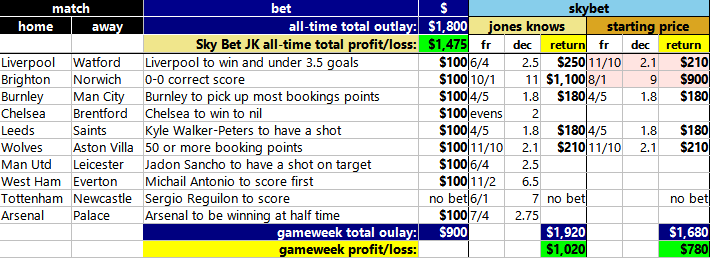 match bet $ skybet
home away all-time total outlay: $1,800 jones knows starting price
Sky Bet JK all-time total profit/loss: $1,475 fr dec return fr dec return
Liverpool Watford Liverpool to win and under 3.5 goals $100 6/4 2.5 $250 11/10 2.1 $210
Brighton Norwich 0-0 correct score $100 10/1 11 $1,100 8/1 9 $900
Burnley Man City Burnley to pick up most bookings points $100 4/5 1.8 $180 4/5 1.8 $180
Chelsea Brentford Chelsea to win to nil $100 evens 2
Leeds Saints Kyle Walker-Peters to have a shot $100 4/5 1.8 $180 4/5 1.8 $180
Wolves Aston Villa 50 or more booking points $100 11/10 2.1 $210 11/10 2.1 $210
Man Utd Leicester Jadon Sancho to have a shot on target $100 6/4 2.5
West Ham Everton Michail Antonio to score first $100 11/2 6.5
Tottenham Newcastle Sergio Reguilon to score no bet 6/1 7 no bet no bet
Arsenal Palace Arsenal to be winning at half time $100 7/4 2.75
gameweek total oulay: $900 $1,920 $1,680
gameweek profit/loss: $1,020 $780